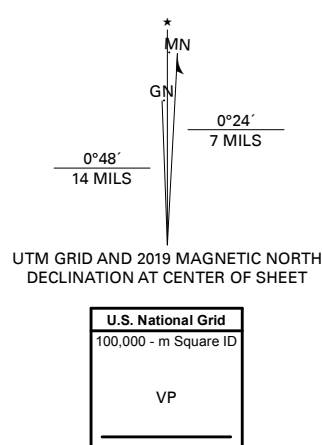 ★
MN
GN
0°24´
7 MILS
0°48´
14 MILS
UTM GRID AND 2019 MAGNETIC NORTH
DECLINATION AT CENTER OF SHEET
U.S. National Grid
100,000 - m Square ID
VP